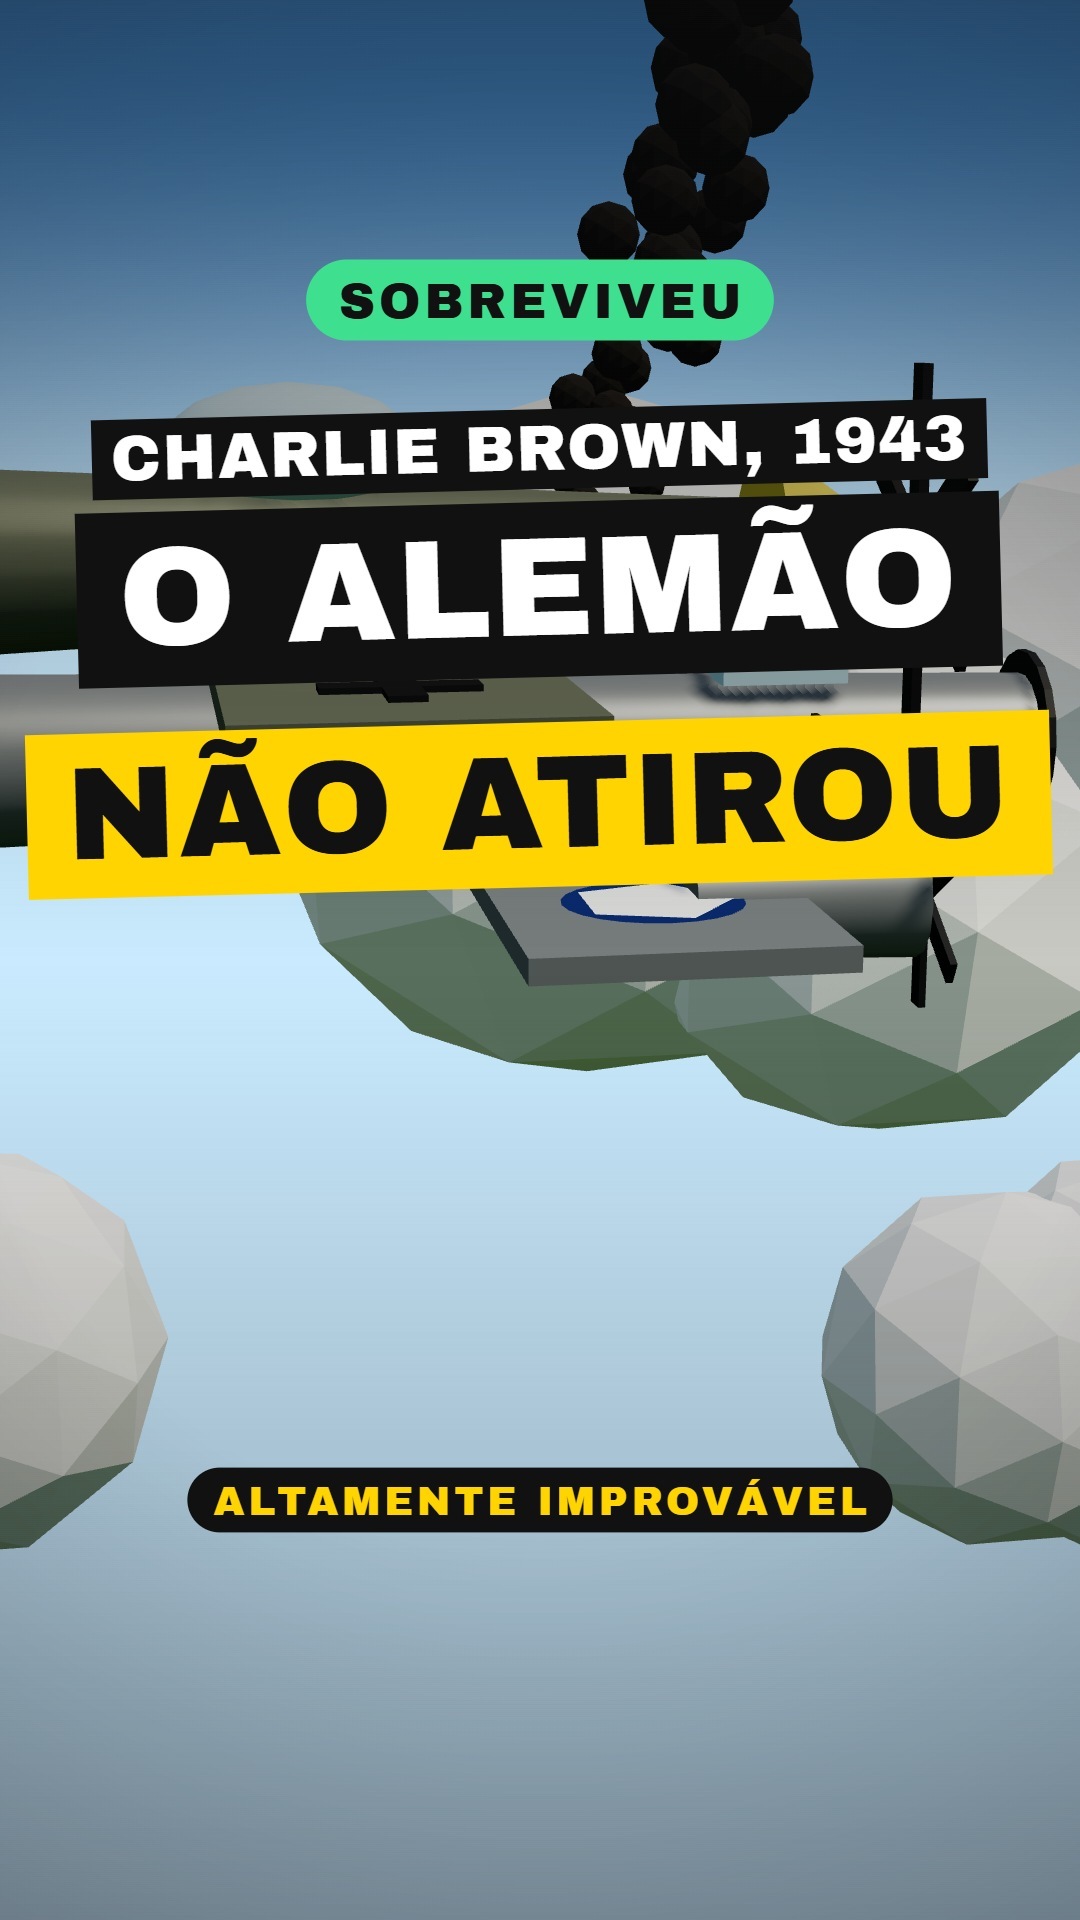 SOBREVIVEU
CHARLIE BROWN, 1943
O ALEMÃO
NÃO ATIROU
ALTAMENTE IMPROVÁVEL